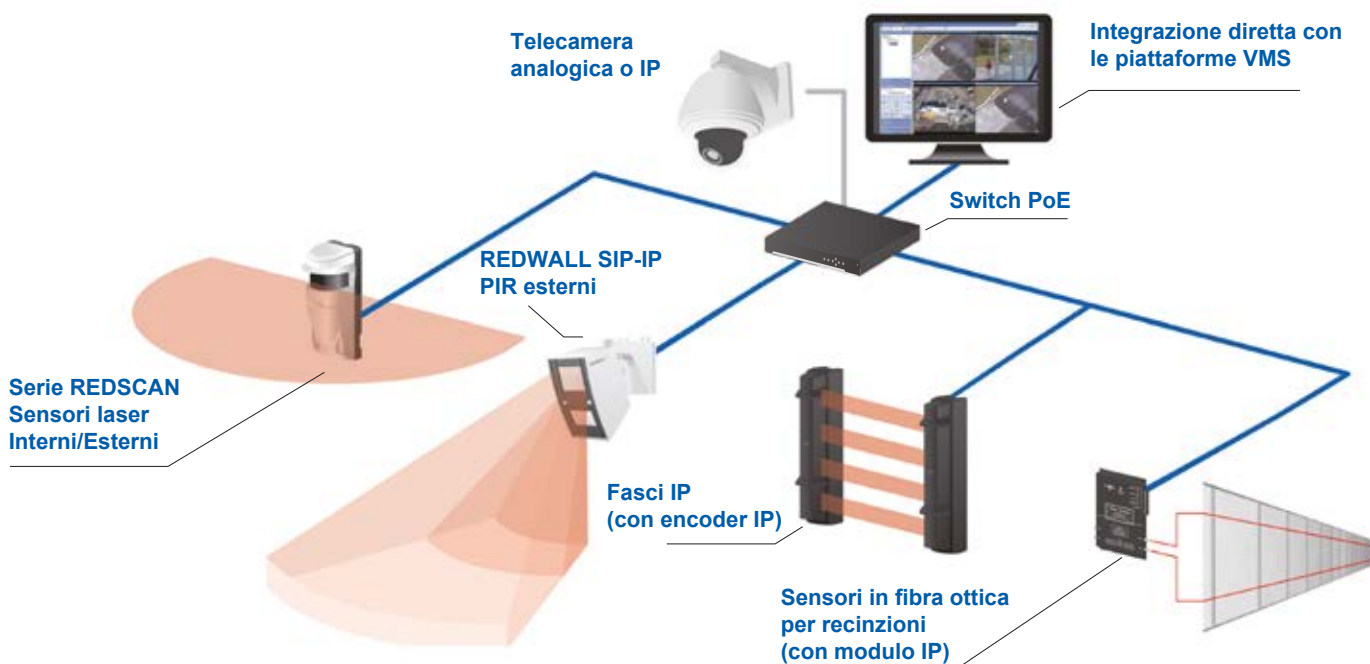 Telecamera
analogica o IP
Integrazione diretta con
le piattaforme VMS
Switch PoE
REDWALL SIP-IP
PIR esterni
Serie REDSCAN
Sensori laser
Interni/Esterni
Fasci IP
(con encoder IP)
Sensori in fibra ottica
per recinzioni
(con modulo IP)